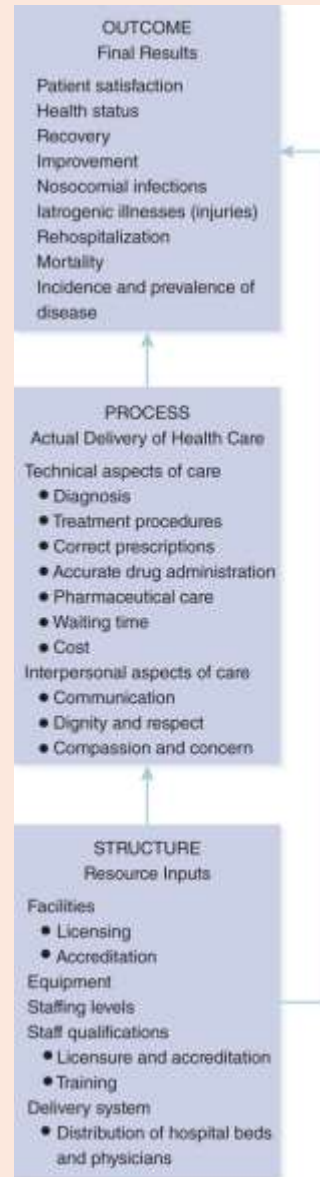 OUTCOME
Final Results
Patient satisfaction
Health status
Recovery
Improvement
Nosocomial infections
Iatrogenic illnesses (injuries)
Rehospitalization
Mortality
Incidence and prevalence of
disease
PROCESS
Actual Delivery of Health Care
Technical aspects of care
• Diagnosis
• Treatment procedures
• Correct prescriptions
• Accurate drug administration
• Pharmaceutical care
• Waiting time
• Cost
Interpersonal aspects of care
• Communication
• Dignity and respect
• Compassion and concern
STRUCTURE
Resource Inputs
Facilities
• Licensing
• Accreditation
Equipment
Staffing levels
Staff qualifications
• Licensure and accreditation
• Training
Delivery system
• Distribution of hospital beds
and physicians